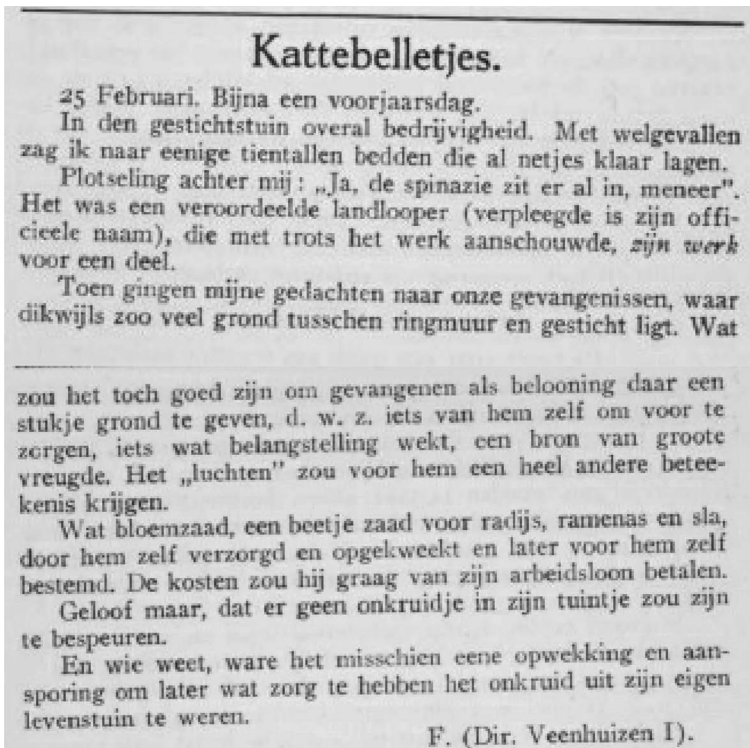 Kattebelletjes.
25 Februari. Bijna een voorjaarsdag.
In den gestichtstuin overal bedrijvigheid. Met welgevallen
zag ik naar eenige tientallen bedden die al netjes klaar lagen.
Plotseling achter mij: „Ja, de spinazie zit er al in, meneer”.
Het was een veroordeelde landlooper (verpleegde is zijn offi-
cieele naam), die met trots het werk aanschouwde, zijn werk
voor een deel.
Toen gingen mijne gedachten naar onze gevangenissen, waar
dikwijls zoo veel grond tusschen ringmuur en gesticht ligt. Wat
zou het toch goed zijn om gevangenen als belooning daar een
stukje grond te geven, d. w. z. iets van hem zelf om voor te
zorgen, iets wat belangstelling wekt, een bron van groote
vreugde. Het „luchten” zou voor hem een heel andere betee-
kenis krijgen.
Wat bloemzaad, een beetje zaad voor radijs, ramenas en sla,
door hem zelf verzorgd en opgekweekt en later voor hem zelf
bestemd. De kosten zou hij graag van zijn arbeidsloon betalen.
Geloof maar, dat er geen onkruidje in zijn tuintje zou zijn
te bespeuren.
En wie weet, ware het misschien eene opwekking en aan-
sporing om later wat zorg te hebben het onkruid uit zijn eigen
levenstuin te weren.
F. (Dir. Veenhuizen I).